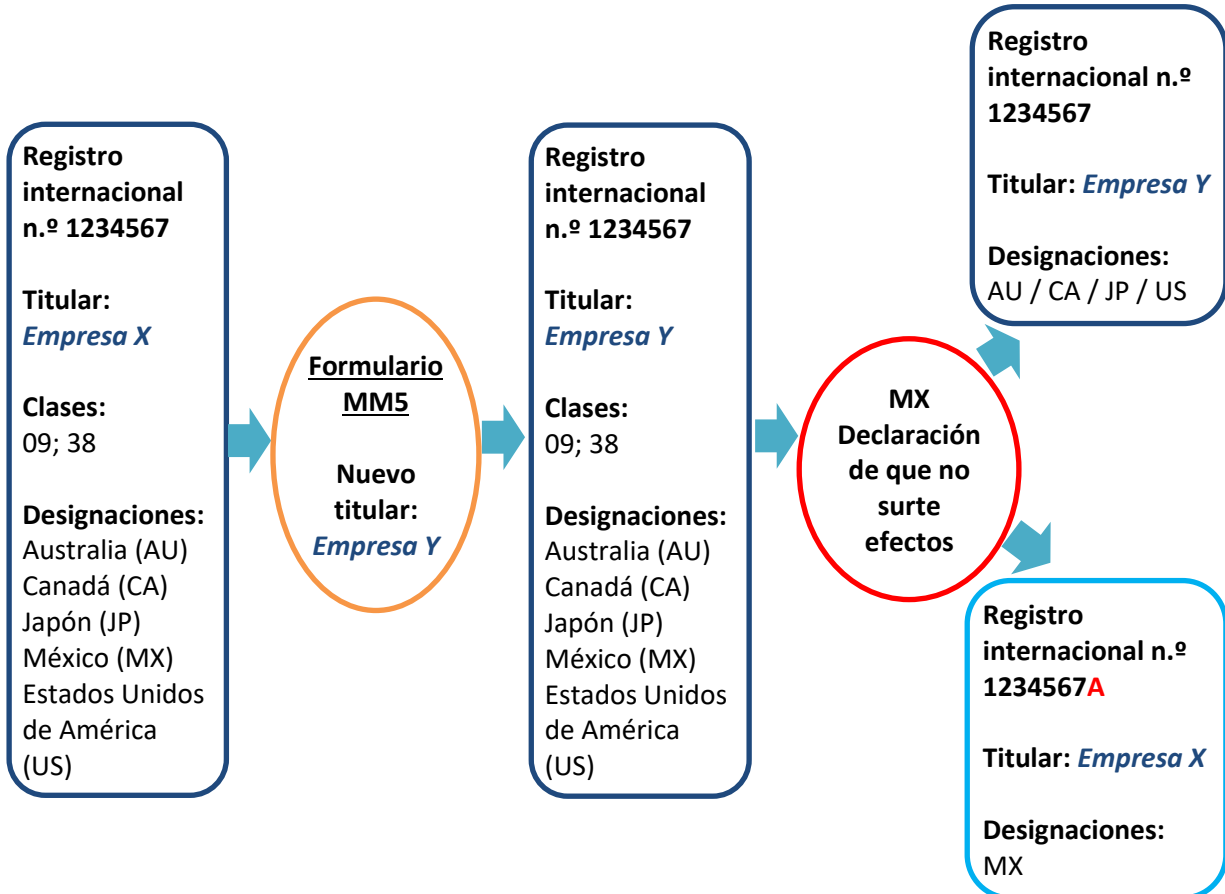 Registro
internacional
n.º 1234567
Titular:
Empresa X
Clases:
09; 38
Designaciones:
Australia (AU)
Canadá (CA)
Japón (JP)
México (MX)
Estados Unidos
de América
(US)
Formulario
MM5
Nuevo
titular:
Empresa Y
Registro
internacional
n.º 1234567
Titular:
Empresa Y
Clases:
09; 38
Designaciones:
Australia (AU)
Canadá (CA)
Japón (JP)
México (MX)
Estados Unidos
de América
(US)
MX
Declaración
de que no
surte
efectos
Registro
internacional n.º
1234567
Titular: Empresa Y
Designaciones:
AU / CA / JP / US
Registro
internacional n.º
1234567A
Titular: Empresa X
Designaciones:
MX